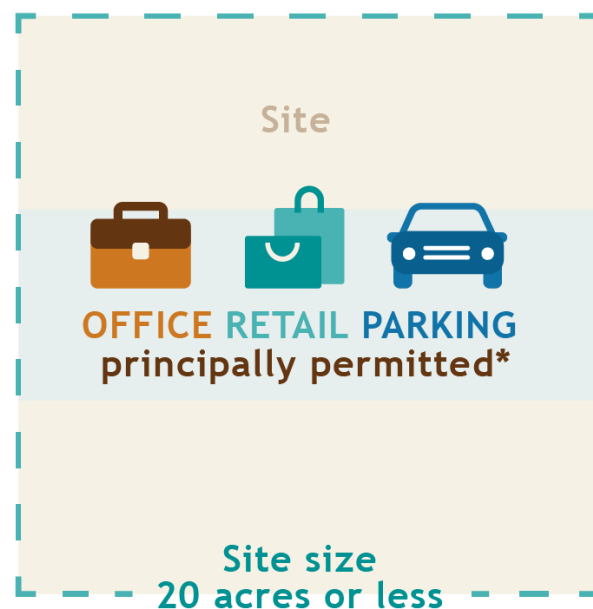 Site
OFFICE RETAIL PARKING
principally permitted*
Site size
20 acres or less